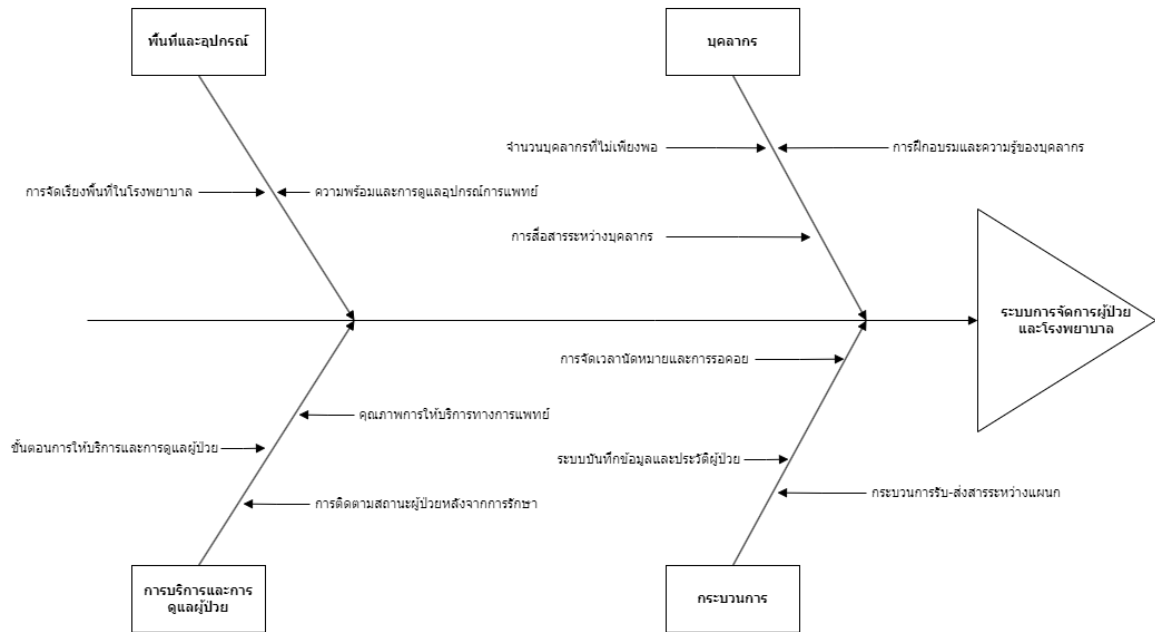 พื้นที่และอุปกรณ์
บุคลากร
จำนวนบุคลากรที่ไม่เพียงพอ
การฝึกอบรมและความรู้ของบุคลากร
การจัดเรียงพื้นที่ในโรงพยาบาล
ความพร้อมและการดูแลอุปกรณ์การแพทย์
การสื่อสารระหว่างบุคลากร
ระบบการจัดการผู้ป่วย
และโรงพยาบาล
การจัดเวลานัดหมายและการรอคอย
คุณภาพการให้บริการทางการแพทย์
ขั้นตอนการให้บริการและการดูแลผู้ป่วย
ระบบบันทึกข้อมูลและประวัติผู้ป่วย
การติดตามสถานะผู้ป่วยหลังจากการรักษา
กระบวนการรับ-ส่งสารระหว่างแผนก
การบริการและการ
ดูแลผู้ป่วย
กระบวนการ